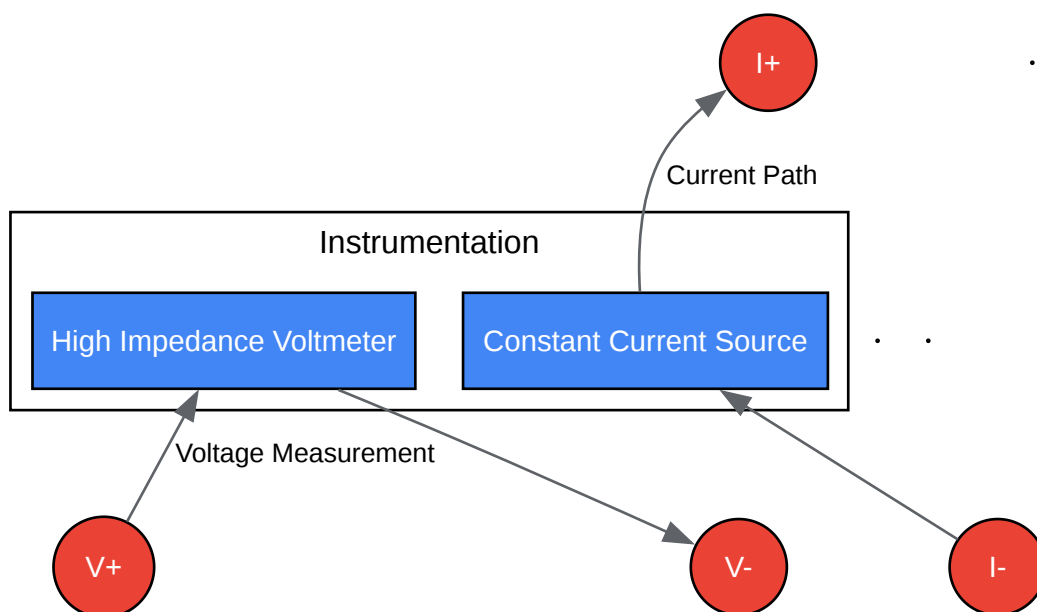 I+
Current Path
Instrumentation
High Impedance Voltmeter
Constant Current Source
Voltage Measurement
V+
V-
I-